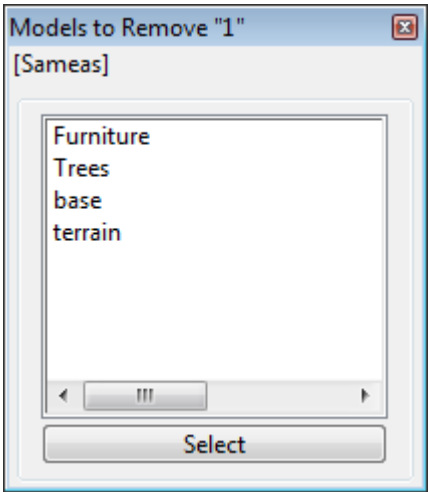 Models to Remove "1"
[Sameas]
Furniture
Trees
base
terrain
Select